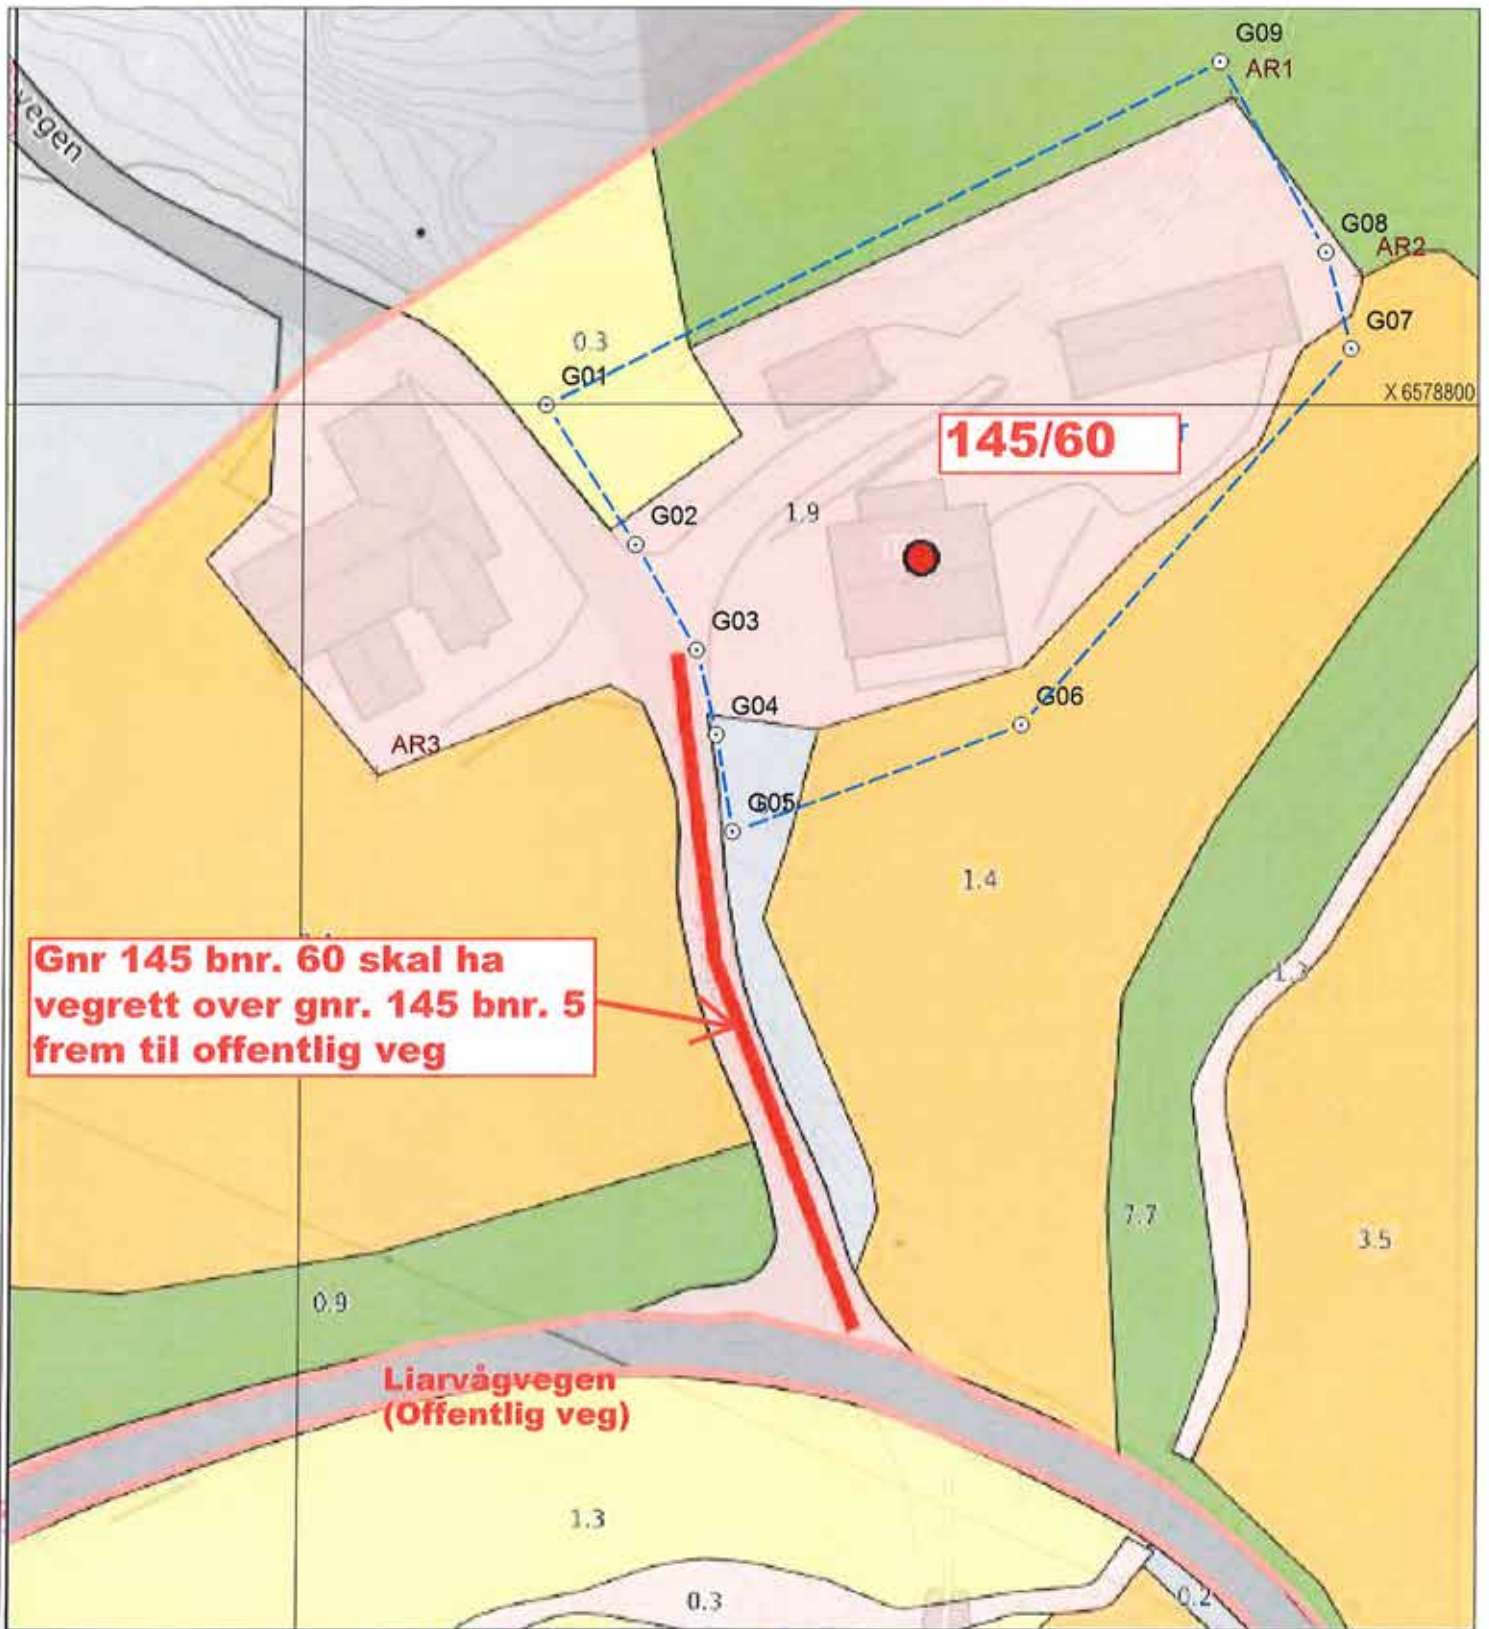 G09
AR1
vegen
G08
AR2
G07
0.3
G01
X 6578800
145/60
1.9
G02
G03
G04
G06
AR3
G05
1.4
Gnr 145 bnr. 60 skal ha
vegrett over gnr. 145 bnr. 5
frem til offentlig veg
1.3
7.7
3.5
0.9
Liarvågvegen
(Offentlig veg)
1.3
0.3
0.2